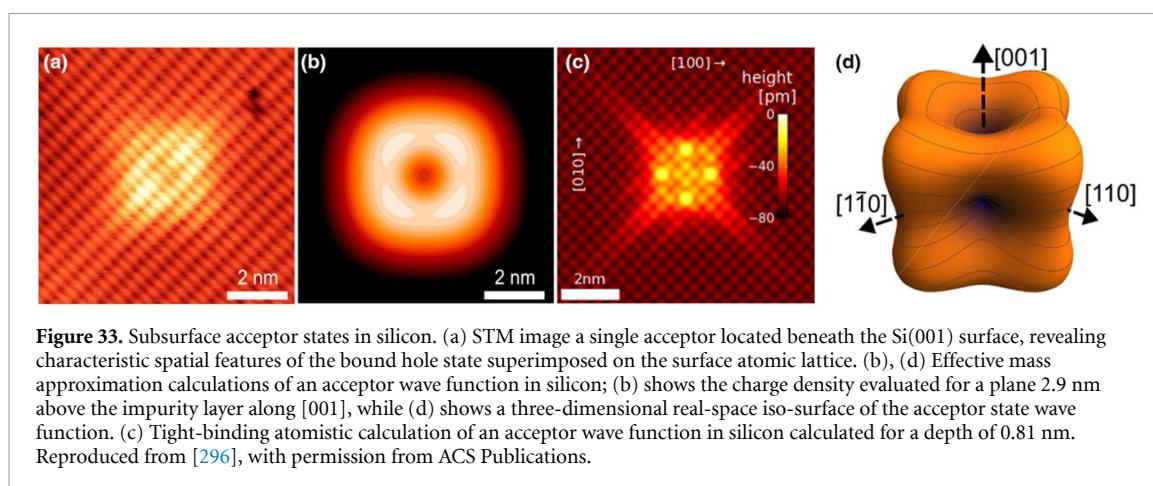 (a)
2 nm
(b)
2 nm
(c)
[100]→
height
[pm]
0
−40
−80
[010]→
2nm
(d)
[001]
[11̄0]
[110]
Figure 33. Subsurface acceptor states in silicon. (a) STM image a single acceptor located beneath the Si(001) surface, revealing
characteristic spatial features of the bound hole state superimposed on the surface atomic lattice. (b), (d) Effective mass
approximation calculations of an acceptor wave function in silicon; (b) shows the charge density evaluated for a plane 2.9 nm
above the impurity layer along [001], while (d) shows a three-dimensional real-space iso-surface of the acceptor state wave
function. (c) Tight-binding atomistic calculation of an acceptor wave function in silicon calculated for a depth of 0.81 nm.
Reproduced from [296], with permission from ACS Publications.